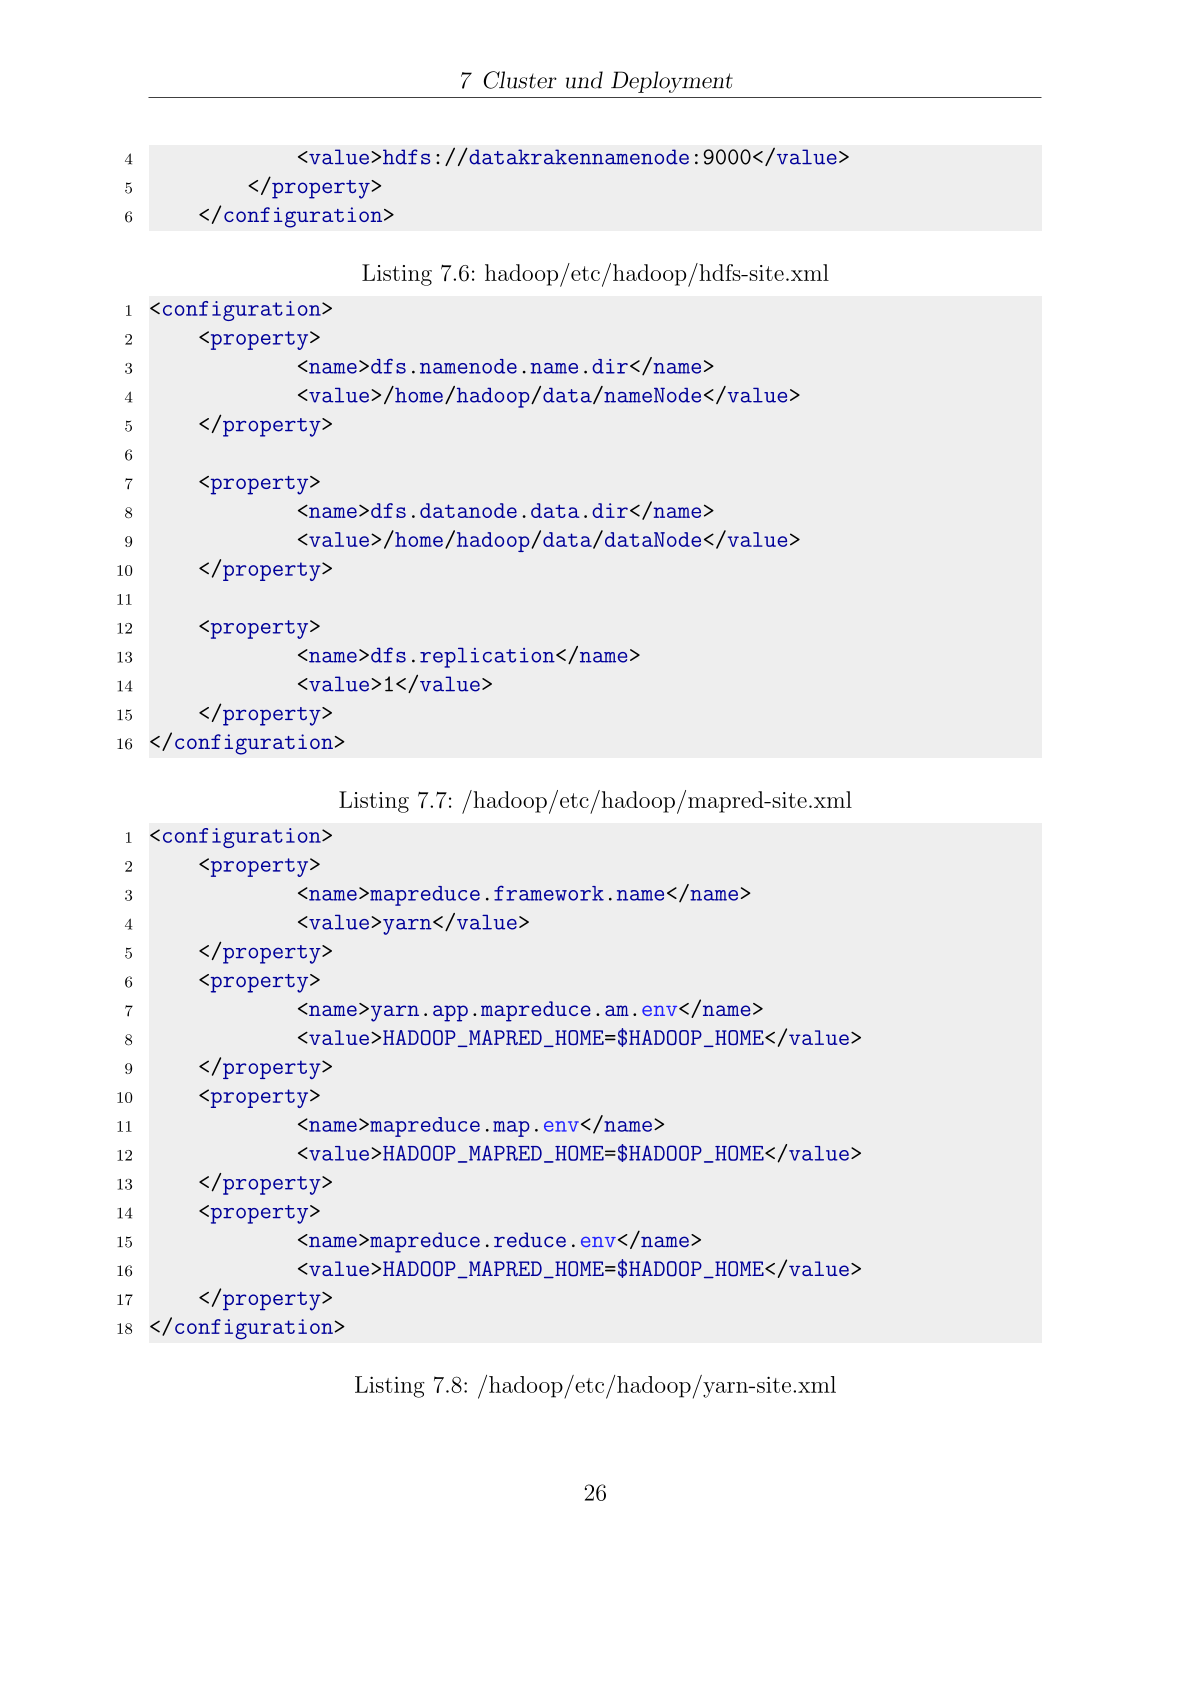 7 Cluster und Deployment
4 <value>hdfs://datakrakennamenode:9000</value>
5 </property>
6 </configuration>
Listing 7.6: hadoop/etc/hadoop/hdfs-site.xml
1 <configuration>
2 <property>
3 <name>dfs.namenode.name.dir</name>
4 <value>/home/hadoop/data/nameNode</value>
5 </property>
6
7 <property>
8 <name>dfs.datanode.data.dir</name>
9 <value>/home/hadoop/data/dataNode</value>
10 </property>
11
12 <property>
13 <name>dfs.replication</name>
14 <value>1</value>
15 </property>
16 </configuration>
Listing 7.7: /hadoop/etc/hadoop/mapred-site.xml
1 <configuration>
2 <property>
3 <name>mapreduce.framework.name</name>
4 <value>yarn</value>
5 </property>
6 <property>
7 <name>yarn.app.mapreduce.am.env</name>
8 <value>HADOOP_MAPRED_HOME=$HADOOP_HOME</value>
9 </property>
10 <property>
11 <name>mapreduce.map.env</name>
12 <value>HADOOP_MAPRED_HOME=$HADOOP_HOME</value>
13 </property>
14 <property>
15 <name>mapreduce.reduce.env</name>
16 <value>HADOOP_MAPRED_HOME=$HADOOP_HOME</value>
17 </property>
18 </configuration>
Listing 7.8: /hadoop/etc/hadoop/yarn-site.xml
26